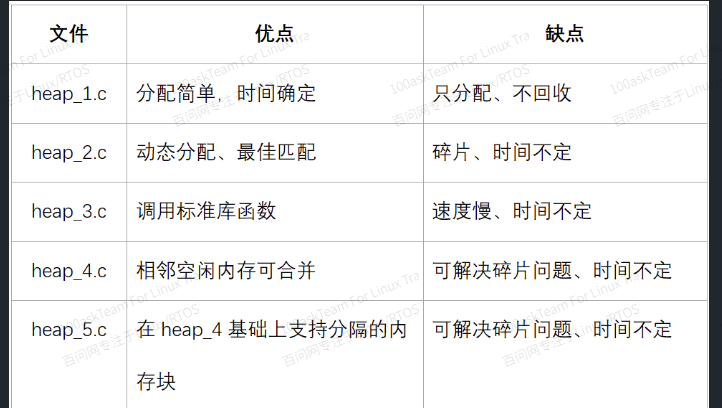 文件 优点 缺点
heap_1.c 分配简单，时间确定 只分配、不回收
heap_2.c 动态分配、最佳匹配 碎片、时间不定
heap_3.c 调用标准库函数 速度慢、时间不定
heap_4.c 相邻空闲内存可合并 可解决碎片问题、时间不定
heap_5.c 在 heap_4 基础上支持分隔的内 可解决碎片问题、时间不定
存块
100askTeam For Linux Tra
百问网专注于Linux/RTOS